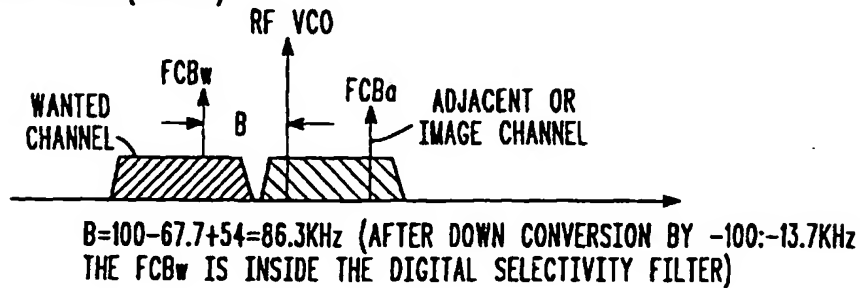 RF VCO
FCBw
FCBa
WANTED
CHANNEL
B
ADJACENT OR
IMAGE CHANNEL
B=100-67.7+54=86.3KHz (AFTER DOWN CONVERSION BY -100:-13.7KHz
THE FCBw IS INSIDE THE DIGITAL SELECTIVITY FILTER)